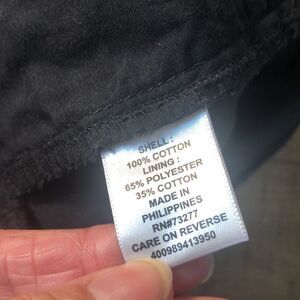 SHELL :
100% COTTON
LINING :
65% POLYESTER
35% COTTON
MADE IN
PHILIPPINES
RN#73277
CARE ON REVERSE
400989413950